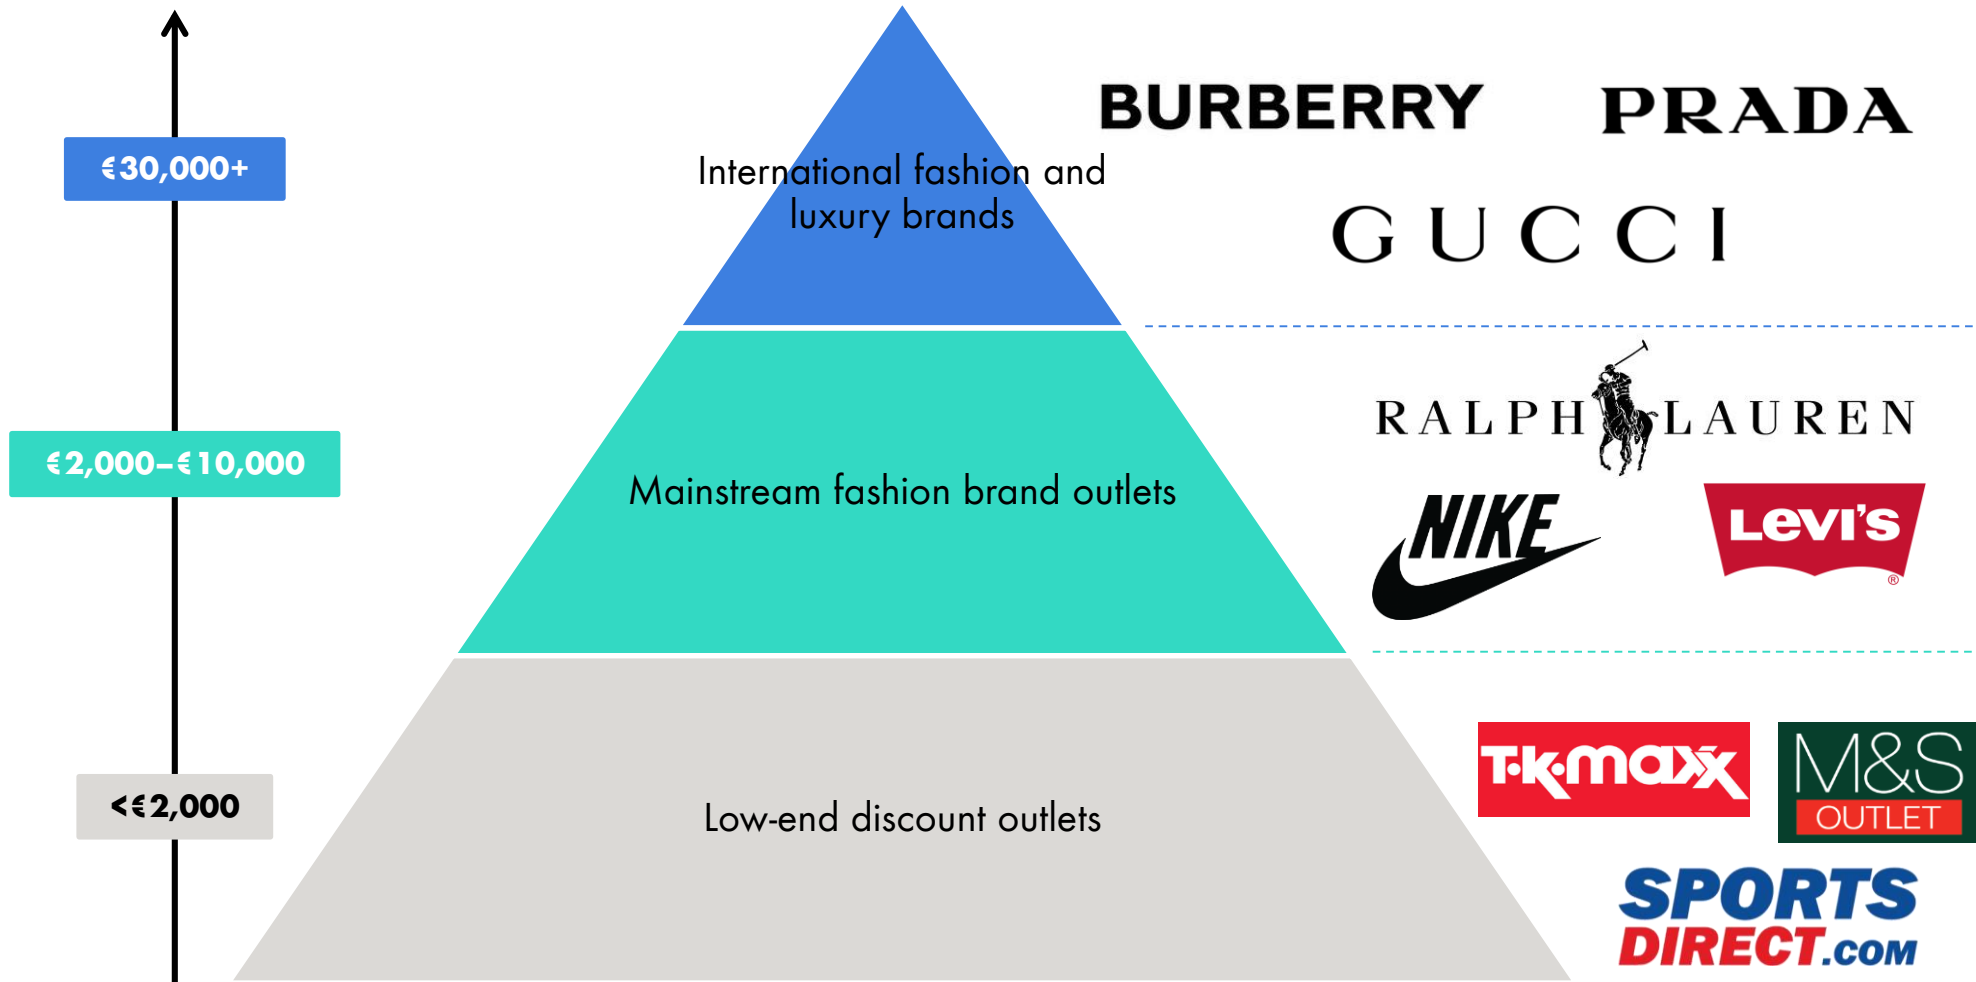 €30,000+
International fashion and
luxury brands
BURBERRY
PRADA
GUCCI
€2,000–€10,000
Mainstream fashion brand outlets
RALPH LAUREN
NIKE
LEVI'S
®
<€2,000
Low-end discount outlets
T·K·maxx
M&S
OUTLET
SPORTS
DIRECT.COM